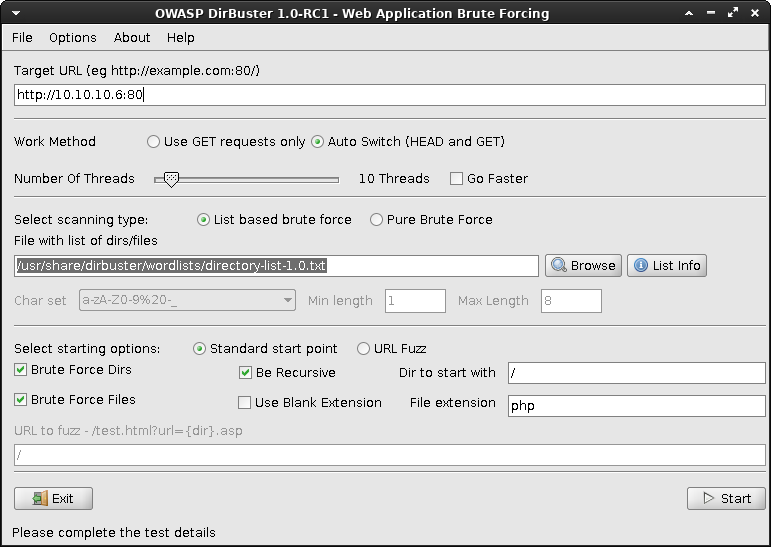 OWASP DirBuster 1.0-RC1 - Web Application Brute Forcing
File Options About Help
Target URL (eg http://example.com:80/)
http://10.10.10.6:80
Work Method Use GET requests only Auto Switch (HEAD and GET)
Number Of Threads 10 Threads Go Faster
Select scanning type: List based brute force Pure Brute Force
File with list of dirs/files
/usr/share/dirbuster/wordlists/directory-list-1.0.txt Browse List Info
Char set a-zA-Z0-9%20-_ Min length 1 Max Length 8
Select starting options: Standard start point URL Fuzz
Brute Force Dirs Be Recursive Dir to start with /
Brute Force Files Use Blank Extension File extension php
URL to fuzz - /test.html?url={dir}.asp
/
Exit Start
Please complete the test details